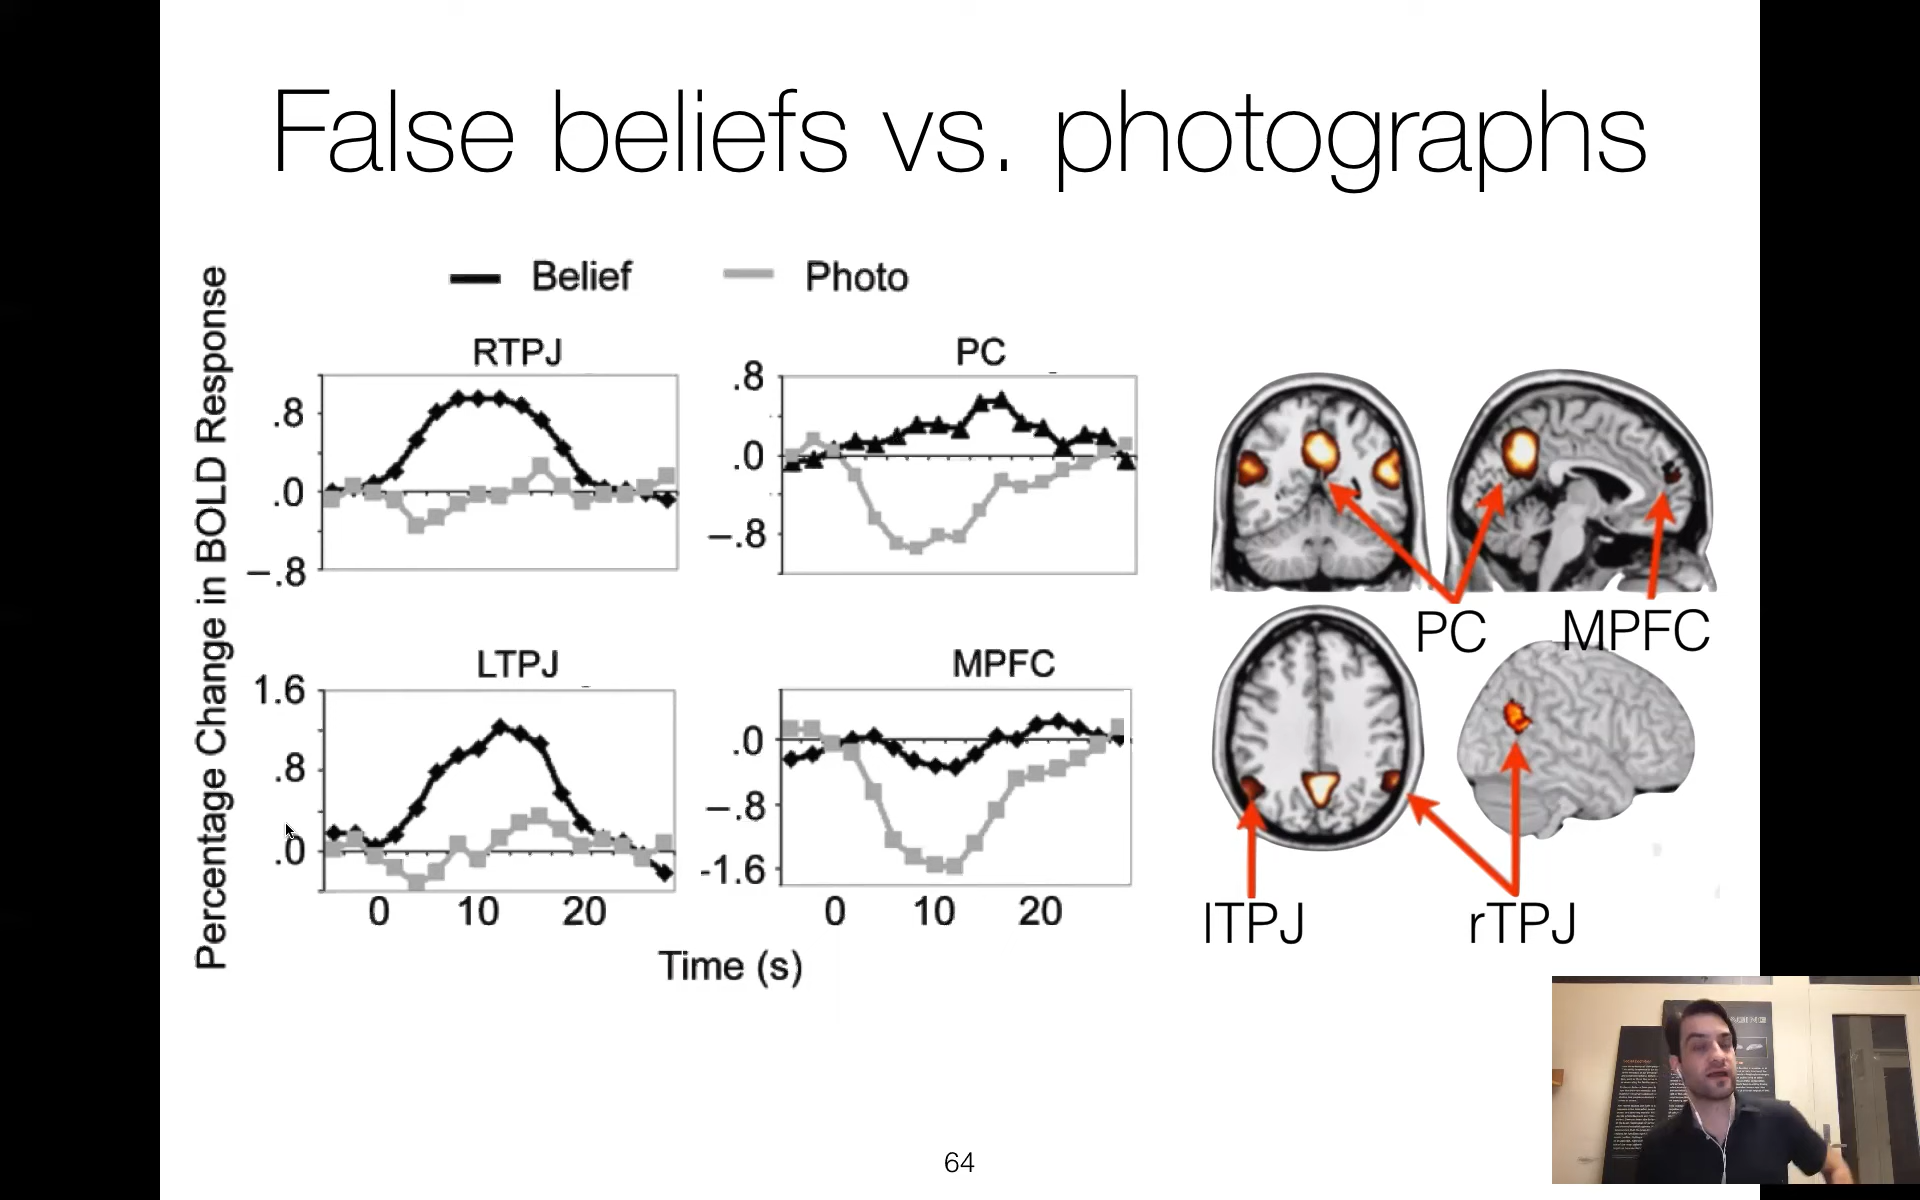 False beliefs vs. photographs
Belief
Photo
Percentage Change in BOLD Response
RTPJ
.8
.0
–.8
PC
.8
.0
–.8
LTPJ
1.6
.8
.0
0 10 20
MPFC
.0
–.8
-1.6
0 10 20
Time (s)
PC
MPFC
lTPJ
rTPJ
64